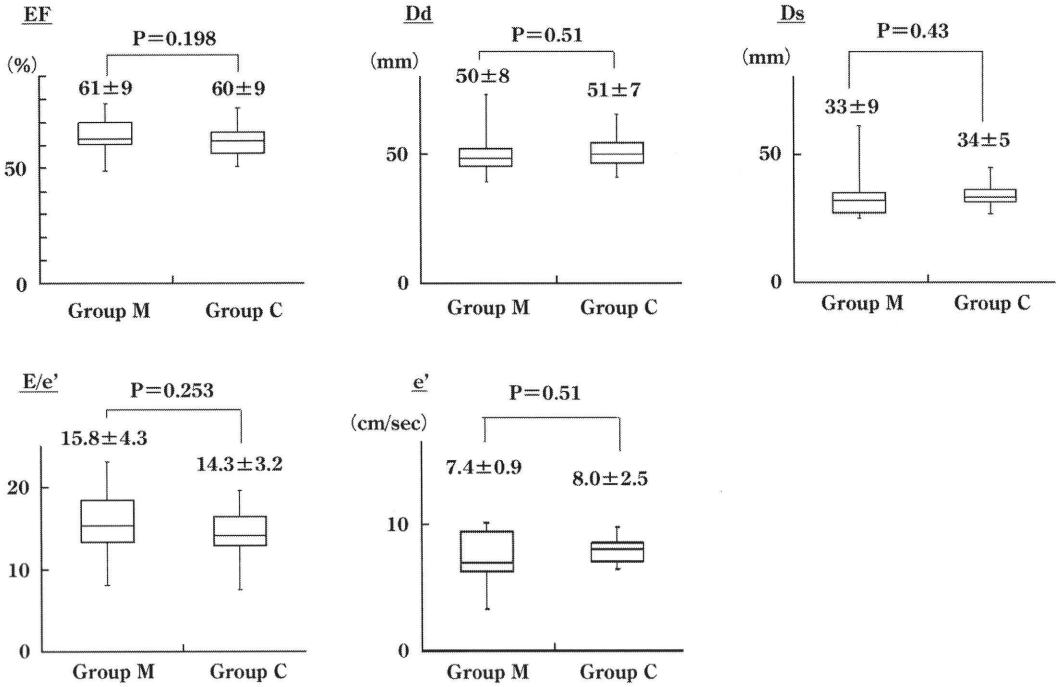 EF
P=0.198
(%)
61±9
60±9
50
0
Group M
Group C
Dd
P=0.51
(mm)
50±8
51±7
50
0
Group M
Group C
Ds
P=0.43
(mm)
33±9
34±5
50
0
Group M
Group C
E/e'
P=0.253
15.8±4.3
14.3±3.2
20
10
0
Group M
Group C
e'
P=0.51
(cm/sec)
7.4±0.9
8.0±2.5
10
0
Group M
Group C